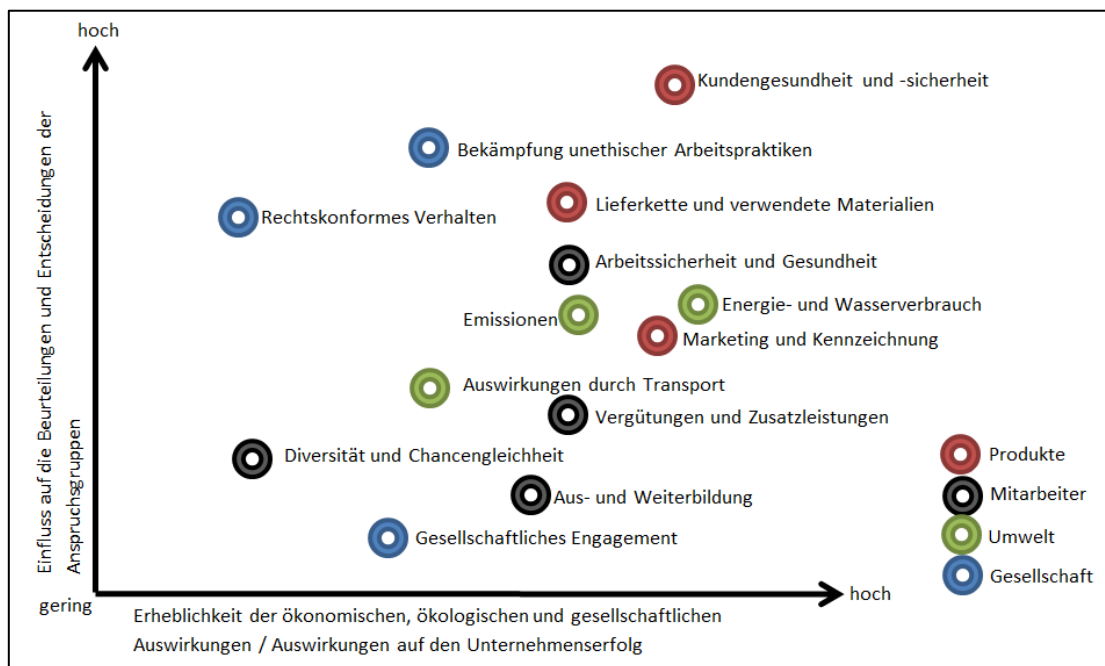 hoch
Einfluss auf die Beurteilungen und Entscheidungen der
Anspruchsgruppen
Kundengesundheit und -sicherheit
Bekämpfung unethischer Arbeitspraktiken
Lieferkette und verwendete Materialien
Rechtskonformes Verhalten
Arbeitssicherheit und Gesundheit
Energie- und Wasserverbrauch
Emissionen
Marketing und Kennzeichnung
Auswirkungen durch Transport
Vergütungen und Zusatzleistungen
Diversität und Chancengleichheit
Aus- und Weiterbildung
Gesellschaftliches Engagement
Produkte
Mitarbeiter
Umwelt
Gesellschaft
gering
hoch
Erheblichkeit der ökonomischen, ökologischen und gesellschaftlichen
Auswirkungen / Auswirkungen auf den Unternehmenserfolg